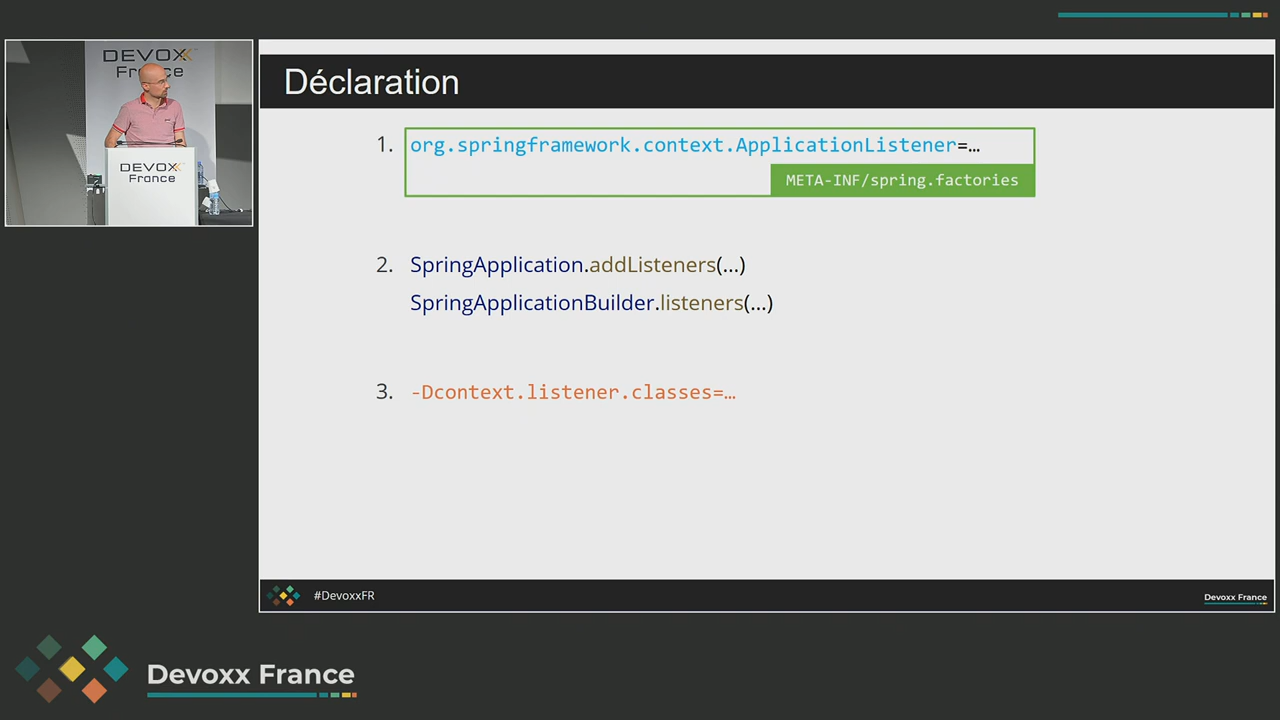 DEVOXX
France
DEVOXX
France
Déclaration
1. org.springframework.context.ApplicationListener=…
META-INF/spring.factories
2. SpringApplication.addListeners(...)
SpringApplicationBuilder.listeners(...)
3. -Dcontext.listener.classes=…
#DevoxxFR
Devoxx France
Devoxx France